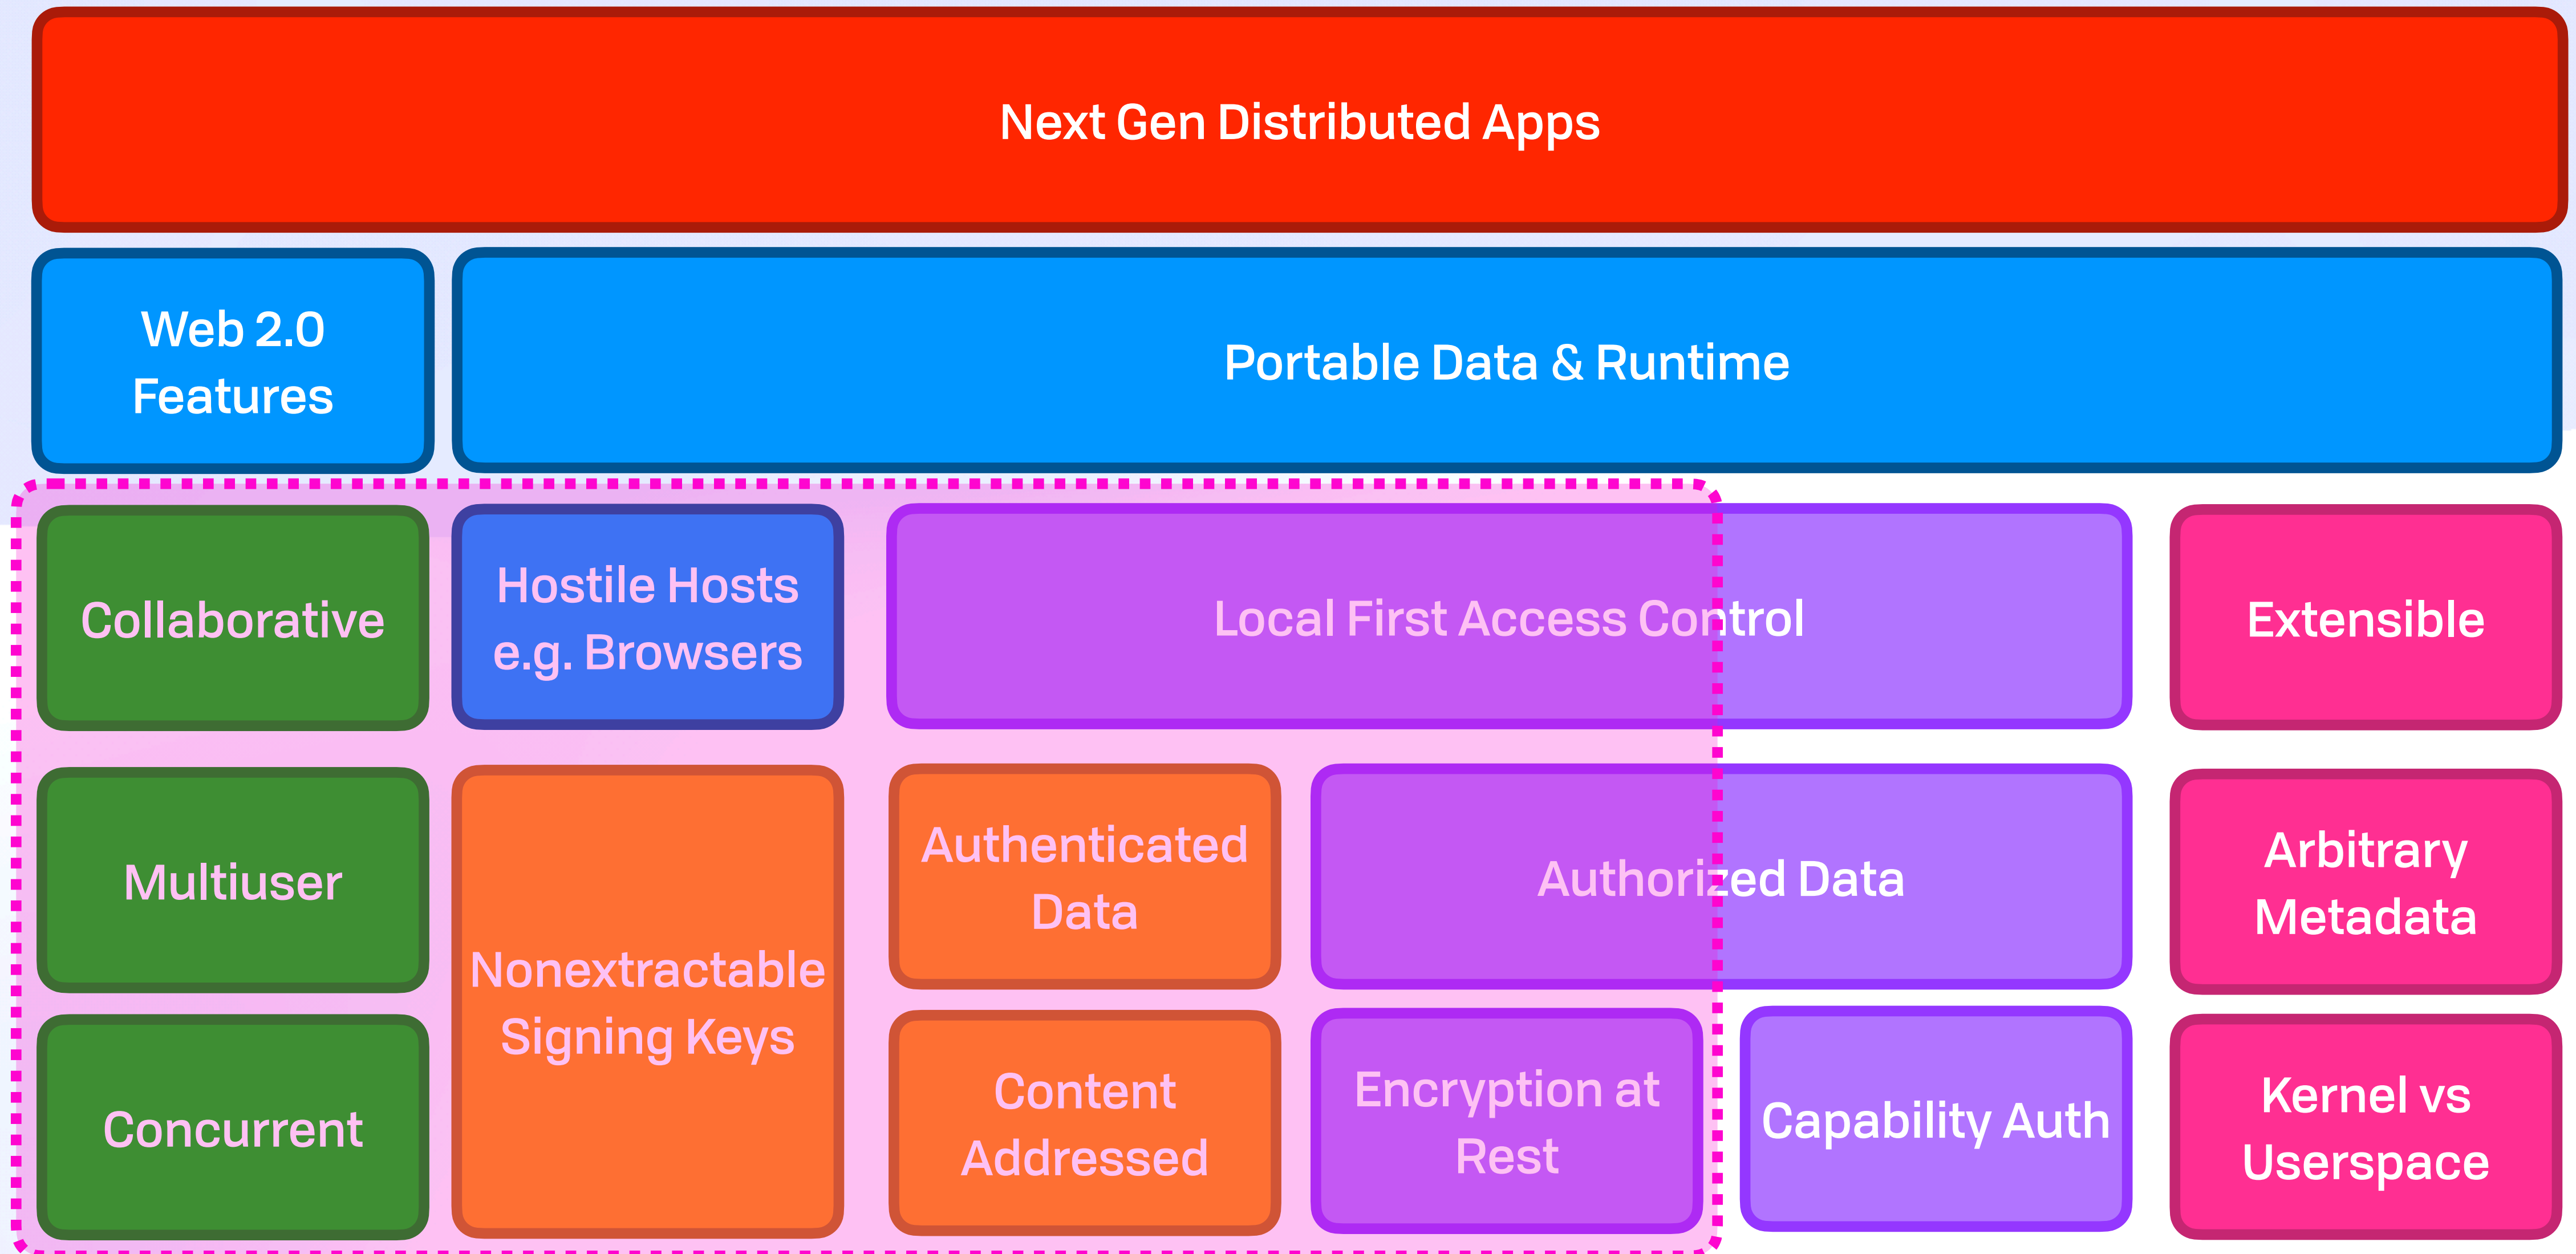 Next Gen Distributed Apps
Web 2.0
Features
Portable Data & Runtime
Collaborative
Hostile Hosts
e.g. Browsers
Local First Access Control
Extensible
Multiuser
Nonextractable
Signing Keys
Authenticated
Data
Authorized Data
Arbitrary
Metadata
Concurrent
Content
Addressed
Encryption at
Rest
Capability Auth
Kernel vs
Userspace